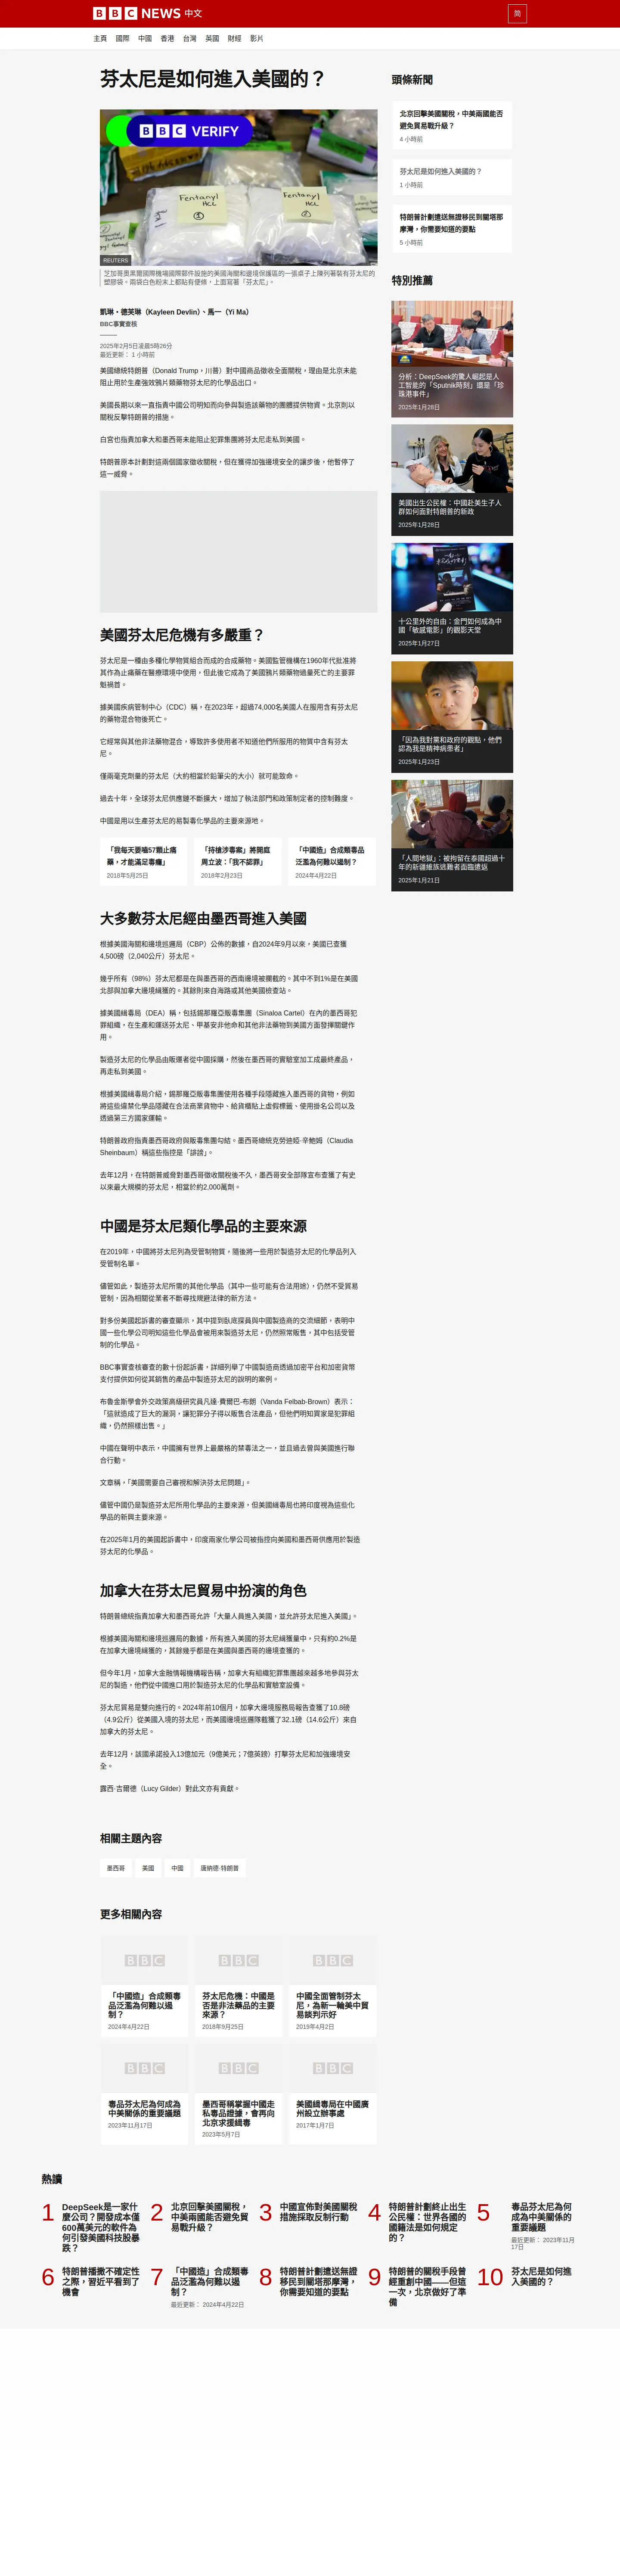 BBC NEWS 中文
简
主頁 國際 中國 香港 台灣 英國 財經 影片
芬太尼是如何進入美國的？
BBC VERIFY
Fentanyl HCL
Fentanyl HCL
REUTERS
芝加哥奧黑爾國際機場國際郵件設施的美國海關和邊境保護區的一張桌子上陳列著裝有芬太尼的
塑膠袋。兩袋白色粉末上都貼有便條，上面寫著「芬太尼」。
凱琳・德芙琳（Kayleen Devlin）、馬一（Yi Ma）
BBC事實查核
2025年2月5日凌晨5時26分
最近更新： 1 小時前
美國總統特朗普（Donald Trump，川普）對中國商品徵收全面關稅，理由是北京未能
阻止用於生產強效鴉片類藥物芬太尼的化學品出口。
美國長期以來一直指責中國公司明知而向參與製造該藥物的團體提供物資。北京則以
關稅反擊特朗普的措施。
白宮也指責加拿大和墨西哥未能阻止犯罪集團將芬太尼走私到美國。
特朗普原本計劃對這兩個國家徵收關稅，但在獲得加強邊境安全的讓步後，他暫停了
這一威脅。
美國芬太尼危機有多嚴重？
芬太尼是一種由多種化學物質組合而成的合成藥物。美國監管機構在1960年代批准將
其作為止痛藥在醫療環境中使用，但此後它成為了美國鴉片類藥物過量死亡的主要罪
魁禍首。
據美國疾病管制中心（CDC）稱，在2023年，超過74,000名美國人在服用含有芬太尼
的藥物混合物後死亡。
它經常與其他非法藥物混合，導致許多使用者不知道他們所服用的物質中含有芬太
尼。
僅兩毫克劑量的芬太尼（大約相當於鉛筆尖的大小）就可能致命。
過去十年，全球芬太尼供應鏈不斷擴大，增加了執法部門和政策制定者的控制難度。
中國是用以生產芬太尼的易製毒化學品的主要來源地。
「我每天要嗑57顆止痛
藥，才能滿足毒癮」
2018年5月25日
「持槍涉毒案」將開庭
周立波：「我不認罪」
2018年2月23日
「中國造」合成類毒品
泛濫為何難以遏制？
2024年4月22日
大多數芬太尼經由墨西哥進入美國
根據美國海關和邊境巡邏局（CBP）公佈的數據，自2024年9月以來，美國已查獲
4,500磅（2,040公斤）芬太尼。
幾乎所有（98%）芬太尼都是在與墨西哥的西南邊境被攔截的。其中不到1%是在美國
北部與加拿大邊境緝獲的。其餘則來自海路或其他美國檢查站。
據美國緝毒局（DEA）稱，包括錫那羅亞販毒集團（Sinaloa Cartel）在內的墨西哥犯
罪組織，在生產和運送芬太尼、甲基安非他命和其他非法藥物到美國方面發揮關鍵作
用。
製造芬太尼的化學品由販運者從中國採購，然後在墨西哥的實驗室加工成最終產品，
再走私到美國。
根據美國緝毒局介紹，錫那羅亞販毒集團使用各種手段隱藏進入墨西哥的貨物，例如
將這些違禁化學品隱藏在合法商業貨物中、給貨櫃貼上虛假標籤、使用掛名公司以及
透過第三方國家運輸。
特朗普政府指責墨西哥政府與販毒集團勾結。墨西哥總統克勞迪婭·辛鮑姆（Claudia
Sheinbaum）稱這些指控是「誹謗」。
去年12月，在特朗普威脅對墨西哥徵收關稅後不久，墨西哥安全部隊宣布查獲了有史
以來最大規模的芬太尼，相當於約2,000萬劑。
中國是芬太尼類化學品的主要來源
在2019年，中國將芬太尼列為受管制物質，隨後將一些用於製造芬太尼的化學品列入
受管制名單。
儘管如此，製造芬太尼所需的其他化學品（其中一些可能有合法用途），仍然不受貿易
管制，因為相關從業者不斷尋找規避法律的新方法。
對多份美國起訴書的審查顯示，其中提到臥底探員與中國製造商的交流細節，表明中
國一些化學公司明知這些化學品會被用來製造芬太尼，仍然照常販售，其中包括受管
制的化學品。
BBC事實查核審查的數十份起訴書，詳細列舉了中國製造商透過加密平台和加密貨幣
支付提供如何從其銷售的產品中製造芬太尼的說明的案例。
布魯金斯學會外交政策高級研究員凡達·費爾巴-布朗（Vanda Felbab-Brown）表示：
「這就造成了巨大的漏洞，讓犯罪分子得以販售合法產品，但他們明知買家是犯罪組
織，仍然照樣出售。」
中國在聲明中表示，中國擁有世界上最嚴格的禁毒法之一，並且過去曾與美國進行聯
合行動。
文章稱，「美國需要自己審視和解決芬太尼問題」。
儘管中國仍是製造芬太尼所用化學品的主要來源，但美國緝毒局也將印度視為這些化
學品的新興主要來源。
在2025年1月的美國起訴書中，印度兩家化學公司被指控向美國和墨西哥供應用於製造
芬太尼的化學品。
加拿大在芬太尼貿易中扮演的角色
特朗普總統指責加拿大和墨西哥允許「大量人員進入美國，並允許芬太尼進入美國」。
根據美國海關和邊境巡邏局的數據，所有進入美國的芬太尼緝獲量中，只有約0.2%是
在加拿大邊境緝獲的，其餘幾乎都是在美國與墨西哥的邊境查獲的。
但今年1月，加拿大金融情報機構報告稱，加拿大有組織犯罪集團越來越多地參與芬太
尼的製造，他們從中國進口用於製造芬太尼的化學品和實驗室設備。
芬太尼貿易是雙向進行的。2024年前10個月，加拿大邊境服務局報告查獲了10.8磅
（4.9公斤）從美國入境的芬太尼，而美國邊境巡邏隊截獲了32.1磅（14.6公斤）來自
加拿大的芬太尼。
去年12月，該國承諾投入13億加元（9億美元；7億英鎊）打擊芬太尼和加強邊境安
全。
露西·吉爾德（Lucy Gilder）對此文亦有貢獻。
相關主題內容
墨西哥 美國 中國 唐納德·特朗普
更多相關內容
BBC
「中國造」合成類毒
品泛濫為何難以遏
制？
2024年4月22日
BBC
芬太尼危機：中國是
否是非法藥品的主要
來源？
2018年9月25日
BBC
中國全面管制芬太
尼，為新一輪美中貿
易談判示好
2019年4月2日
BBC
毒品芬太尼為何成為
中美關係的重要議題
2023年11月17日
BBC
墨西哥稱掌握中國走
私毒品證據，會再向
北京求援緝毒
2023年5月7日
BBC
美國緝毒局在中國廣
州設立辦事處
2017年1月7日
頭條新聞
北京回擊美國關稅，中美兩國能否
避免貿易戰升級？
4 小時前
芬太尼是如何進入美國的？
1 小時前
特朗普計劃遣送無證移民到關塔那
摩灣，你需要知道的要點
5 小時前
特別推薦
分析：DeepSeek的驚人崛起是人
工智能的「Sputnik時刻」還是「珍
珠港事件」
2025年1月28日
美國出生公民權：中國赴美生子人
群如何面對特朗普的新政
2025年1月28日
十公里外的自由：金門如何成為中
國「敏感電影」的觀影天堂
2025年1月27日
「因為我對黨和政府的觀點，他們
認為我是精神病患者」
2025年1月23日
「人間地獄」：被拘留在泰國超過十
年的新疆維族逃難者面臨遣返
2025年1月21日
熱讀
1
DeepSeek是一家什
麼公司？開發成本僅
600萬美元的軟件為
何引發美國科技股暴
跌？
2
北京回擊美國關稅，
中美兩國能否避免貿
易戰升級？
3
中國宣佈對美國關稅
措施採取反制行動
4
特朗普計劃終止出生
公民權：世界各國的
國籍法是如何規定
的？
5
毒品芬太尼為何
成為中美關係的
重要議題
最近更新： 2023年11月
17日
6
特朗普播撒不確定性
之際，習近平看到了
機會
7
「中國造」合成類毒
品泛濫為何難以遏
制？
最近更新： 2024年4月22日
8
特朗普計劃遣送無證
移民到關塔那摩灣，
你需要知道的要點
9
特朗普的關稅手段曾
經重創中國——但這
一次，北京做好了準
備
10
芬太尼是如何進
入美國的？